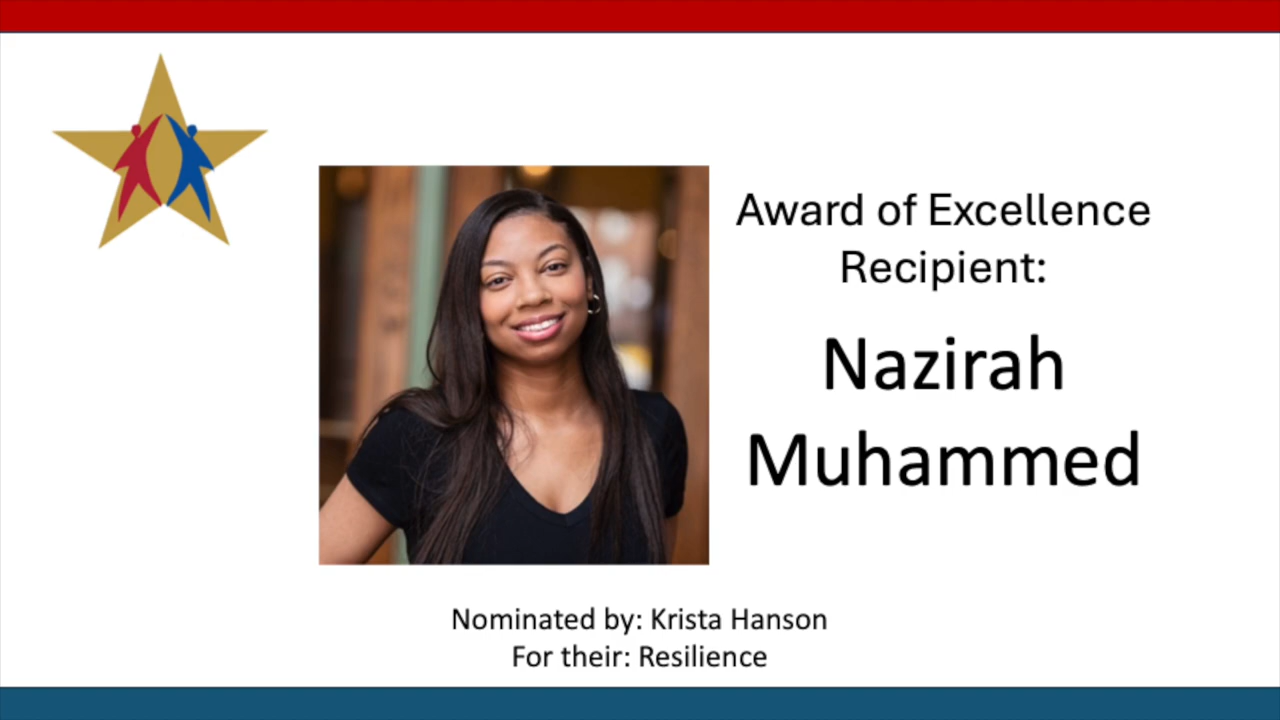 Award of Excellence
Recipient:
Nazirah
Muhammed
Nominated by: Krista Hanson
For their: Resilience